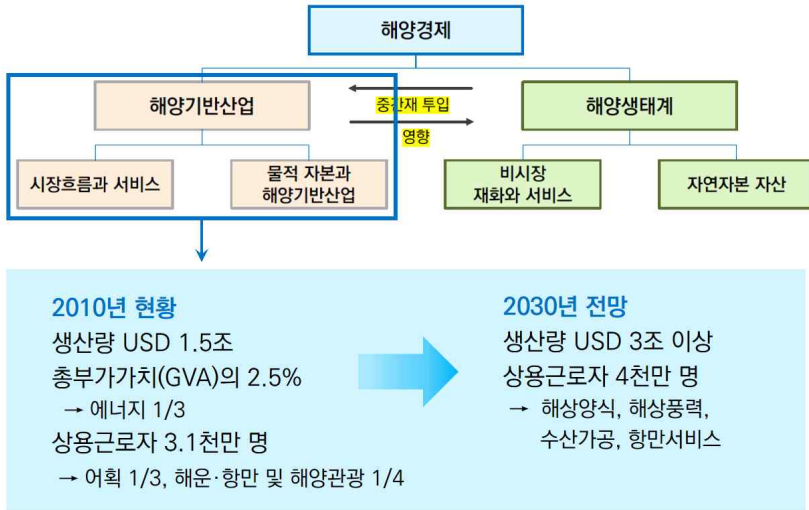 해양경제
해양기반산업
중간재 투입
영향
해양생태계
시장흐름과 서비스
물적 자본과
해양기반산업
비시장
재화와 서비스
자연자본 자산
2010년 현황
생산량 USD 1.5조
총부가가치(GVA)의 2.5%
→ 에너지 1/3
상용근로자 3.1천만 명
→ 어획 1/3, 해운·항만 및 해양관광 1/4
2030년 전망
생산량 USD 3조 이상
상용근로자 4천만 명
→ 해상양식, 해상풍력,
수산가공, 항만서비스